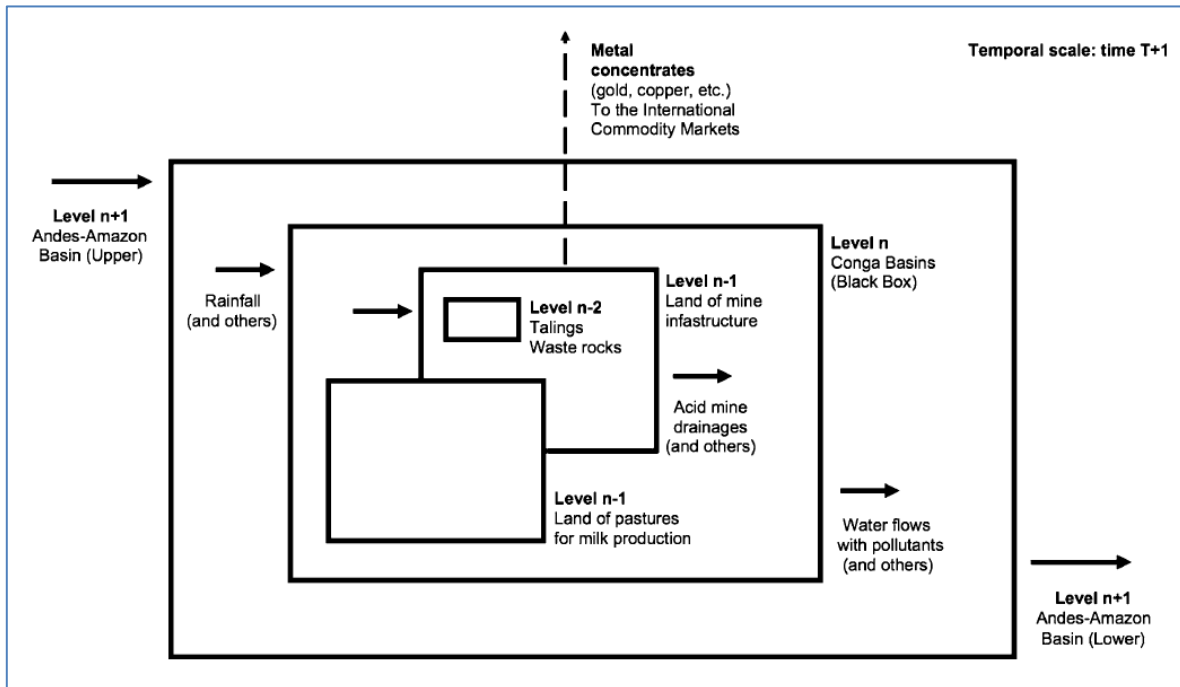 Metal
concentrates
(gold, copper, etc.)
To the International
Commodity Markets
Temporal scale: time T+1
Level n+1
Andes-Amazon
Basin (Upper)
Rainfall
(and others)
Level n
Conga Basins
(Black Box)
Level n-1
Land of mine
infastructure
Level n-2
Talings
Waste rocks
Acid mine
drainages
(and others)
Level n-1
Land of pastures
for milk production
Water flows
with pollutants
(and others)
Level n+1
Andes-Amazon
Basin (Lower)